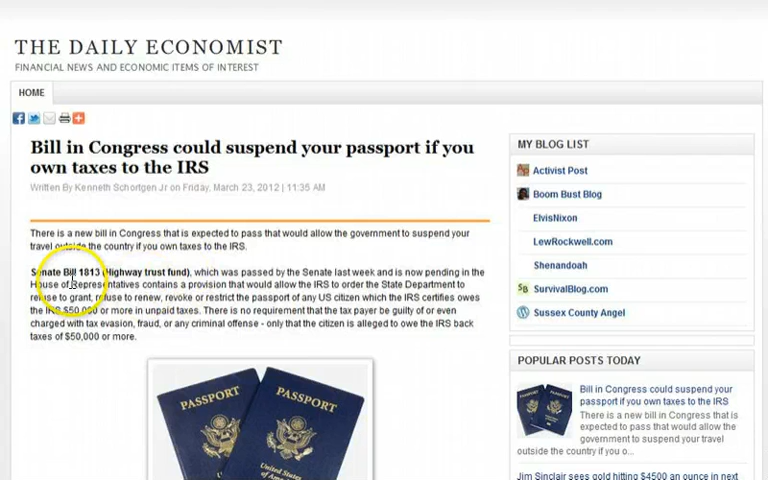 THE DAILY ECONOMIST
FINANCIAL NEWS AND ECONOMIC ITEMS OF INTEREST
HOME
Bill in Congress could suspend your passport if you
own taxes to the IRS
Written By Kenneth Schortgen Jr on Friday, March 23, 2012 | 11:35 AM
There is a new bill in Congress that is expected to pass that would allow the government to suspend your
travel outside the country if you own taxes to the IRS.
Senate Bill 1813 (Highway trust fund), which was passed by the Senate last week and is now pending in the
House of Representatives contains a provision that would allow the IRS to order the State Department to
refuse to grant, refuse to renew, revoke or restrict the passport of any US citizen which the IRS certifies owes
the IRS $50,000 or more in unpaid taxes. There is no requirement that the tax payer be guilty of or even
charged with tax evasion, fraud, or any criminal offense - only that the citizen is alleged to owe the IRS back
taxes of $50,000 or more.
PASSPORT
PASSPORT
United States
MY BLOG LIST
Activist Post
Boom Bust Blog
ElvisNixon
LewRockwell.com
Shenandoah
SurvivalBlog.com
Sussex County Angel
POPULAR POSTS TODAY
Bill in Congress could suspend your
passport if you own taxes to the IRS
There is a new bill in Congress that is
expected to pass that would allow the
government to suspend your travel
outside the country if you o...
Jim Sinclair sees gold hitting $4500 an ounce in next